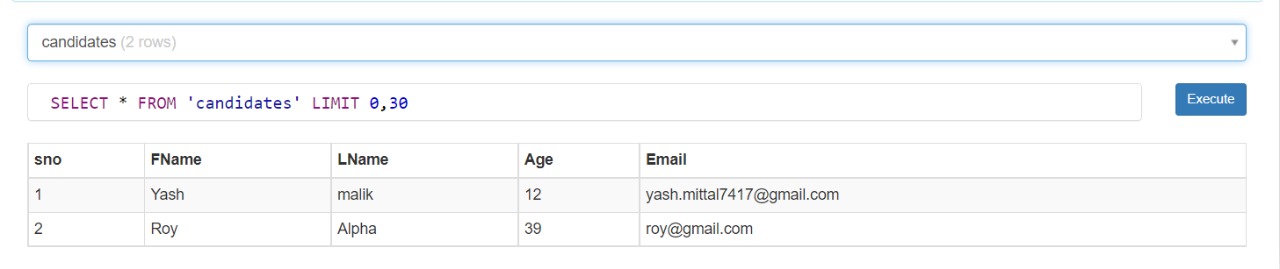 candidates (2 rows)
SELECT * FROM 'candidates' LIMIT 0,30
Execute
sno FName LName Age Email
1 Yash malik 12 yash.mittal7417@gmail.com
2 Roy Alpha 39 roy@gmail.com